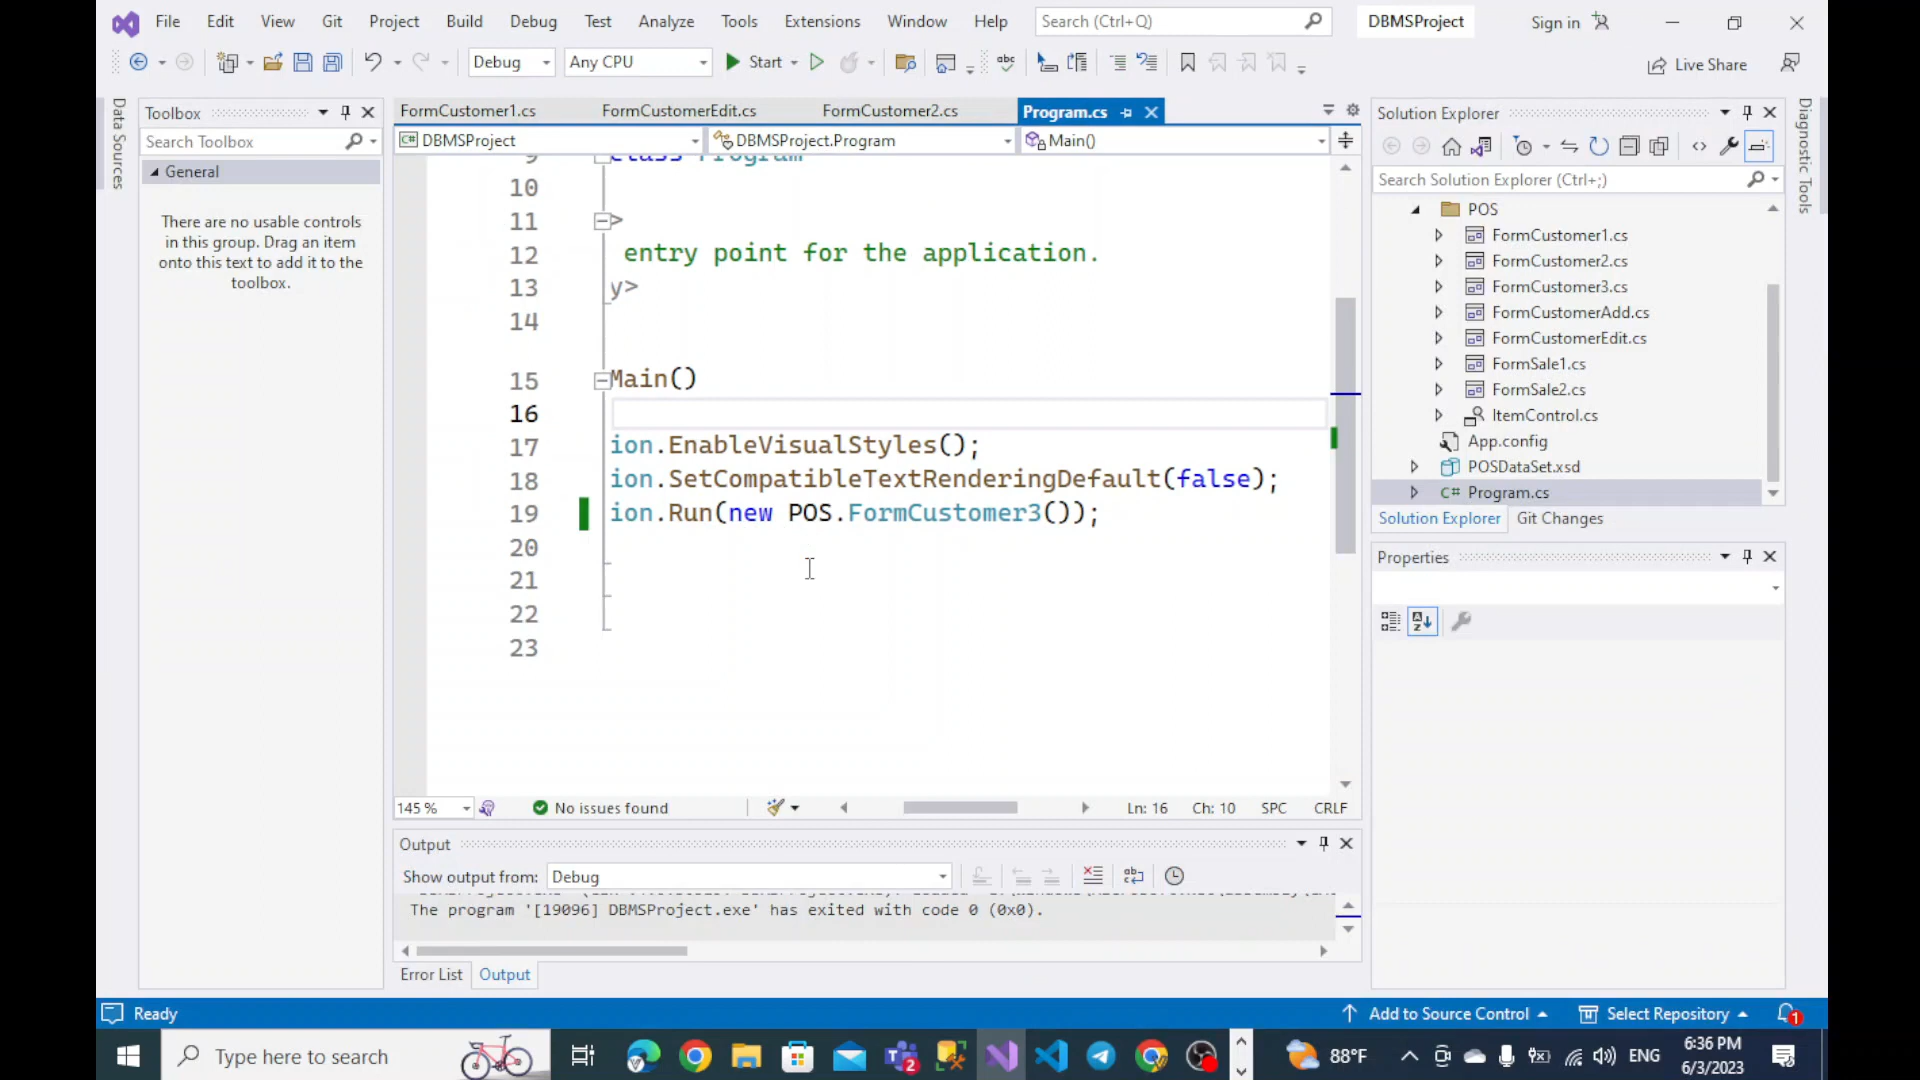 File Edit View Git Project Build Debug Test Analyze Tools Extensions Window Help Search (Ctrl+Q) DBMSProject Sign in
Debug Any CPU Start Live Share
Data Sources
Toolbox
Search Toolbox
General
There are no usable controls
in this group. Drag an item
onto this text to add it to the
toolbox.
FormCustomer1.cs FormCustomerEdit.cs FormCustomer2.cs Program.cs
DBMSProject DBMSProject.Program Main()
9 class Program
10
11 >
12 entry point for the application.
13 y>
14
15 Main()
16
17 ion.EnableVisualStyles();
18 ion.SetCompatibleTextRenderingDefault(false);
19 ion.Run(new POS.FormCustomer3());
20
21
22
23
145 % No issues found Ln: 16 Ch: 10 SPC CRLF
Output
Show output from: Debug
The program '[19096] DBMSProject.exe' has exited with code 0 (0x0).
Error List Output
Solution Explorer
Search Solution Explorer (Ctrl+;)
POS
FormCustomer1.cs
FormCustomer2.cs
FormCustomer3.cs
FormCustomerAdd.cs
FormCustomerEdit.cs
FormSale1.cs
FormSale2.cs
ItemControl.cs
App.config
POSDataSet.xsd
C# Program.cs
Solution Explorer Git Changes
Properties
Diagnostic Tools
Ready Add to Source Control Select Repository 1
Type here to search 2 88°F ENG 6:36 PM
6/3/2023